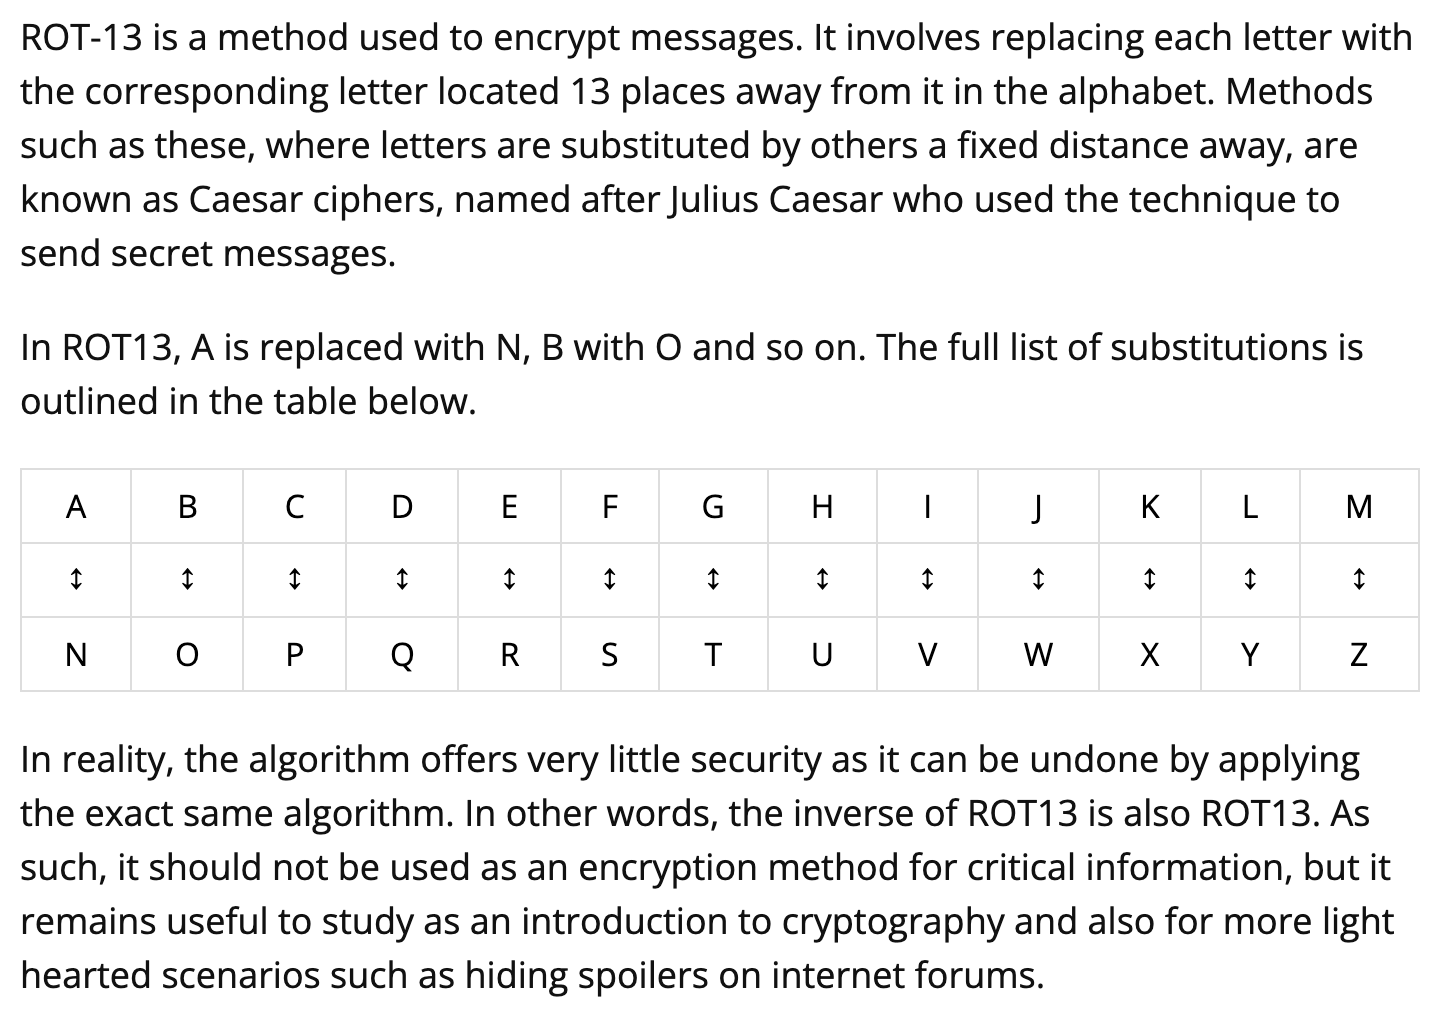 ROT-13 is a method used to encrypt messages. It involves replacing each letter with
the corresponding letter located 13 places away from it in the alphabet. Methods
such as these, where letters are substituted by others a fixed distance away, are
known as Caesar ciphers, named after Julius Caesar who used the technique to
send secret messages.
In ROT13, A is replaced with N, B with O and so on. The full list of substitutions is
outlined in the table below.
A B C D E F G H I J K L M
↕ ↕ ↕ ↕ ↕ ↕ ↕ ↕ ↕ ↕ ↕ ↕ ↕
N O P Q R S T U V W X Y Z
In reality, the algorithm offers very little security as it can be undone by applying
the exact same algorithm. In other words, the inverse of ROT13 is also ROT13. As
such, it should not be used as an encryption method for critical information, but it
remains useful to study as an introduction to cryptography and also for more light
hearted scenarios such as hiding spoilers on internet forums.